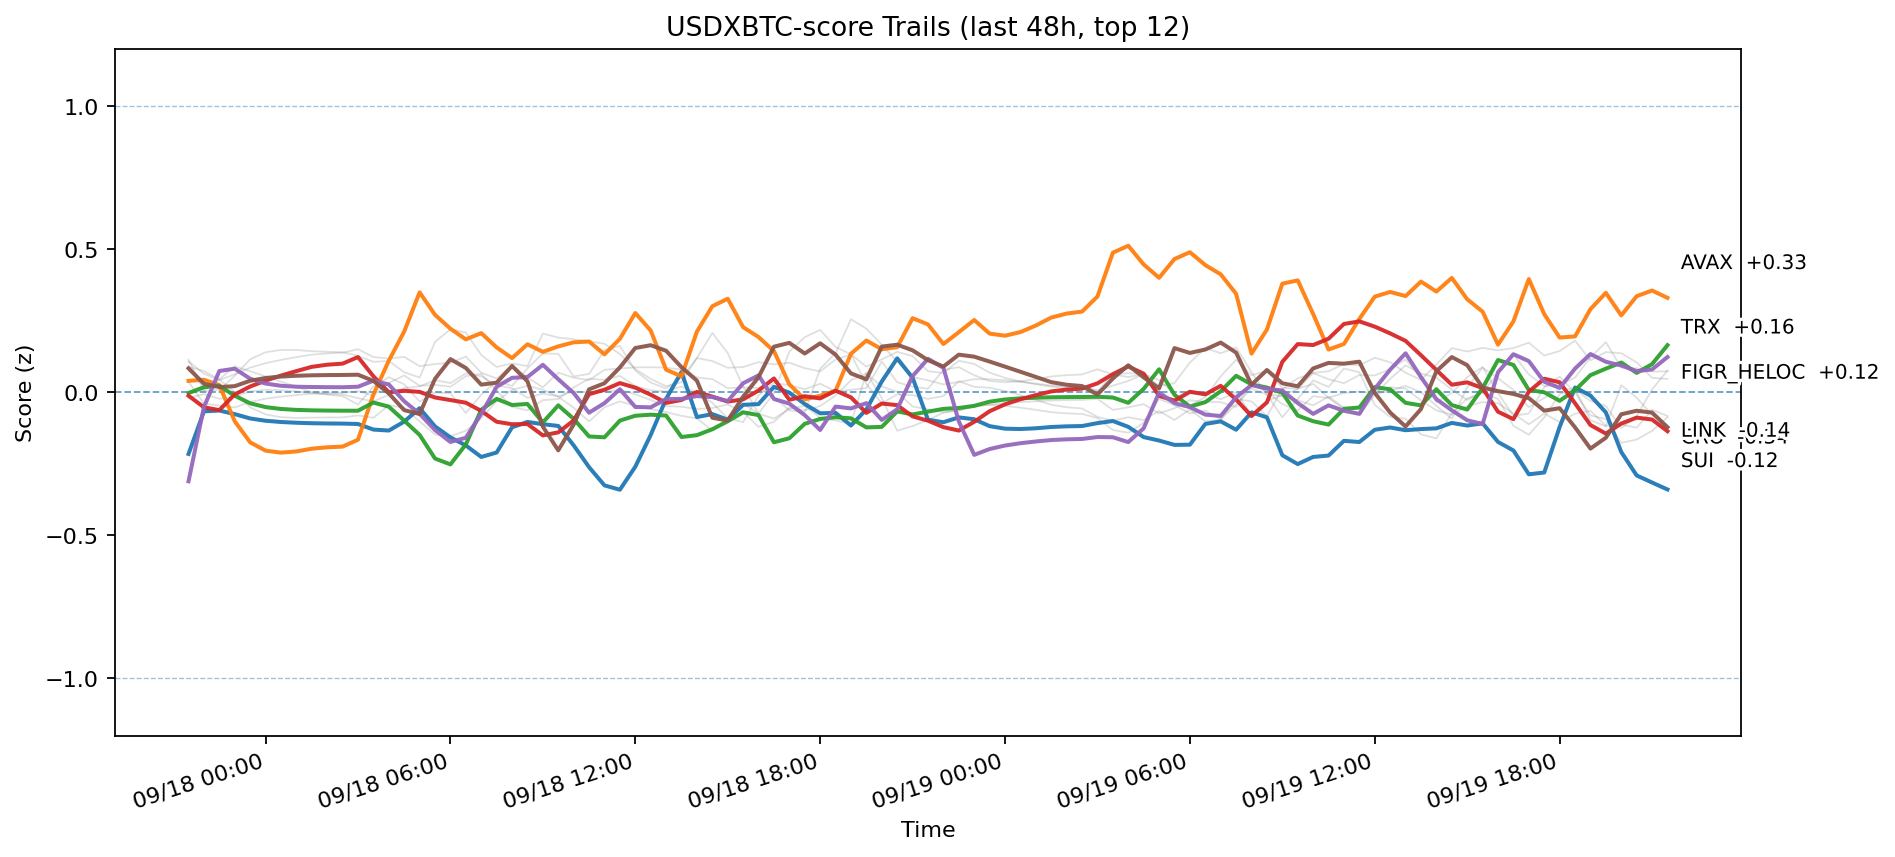 USDXBTC-score Trails (last 48h, top 12)
Score (z)
1.0
0.5
0.0
−0.5
−1.0
AVAX +0.33
TRX +0.16
FIGR_HELOC +0.12
LINK -0.14
SUI -0.12
09/18 00:00
09/18 06:00
09/18 12:00
09/18 18:00
09/19 00:00
09/19 06:00
09/19 12:00
09/19 18:00
Time